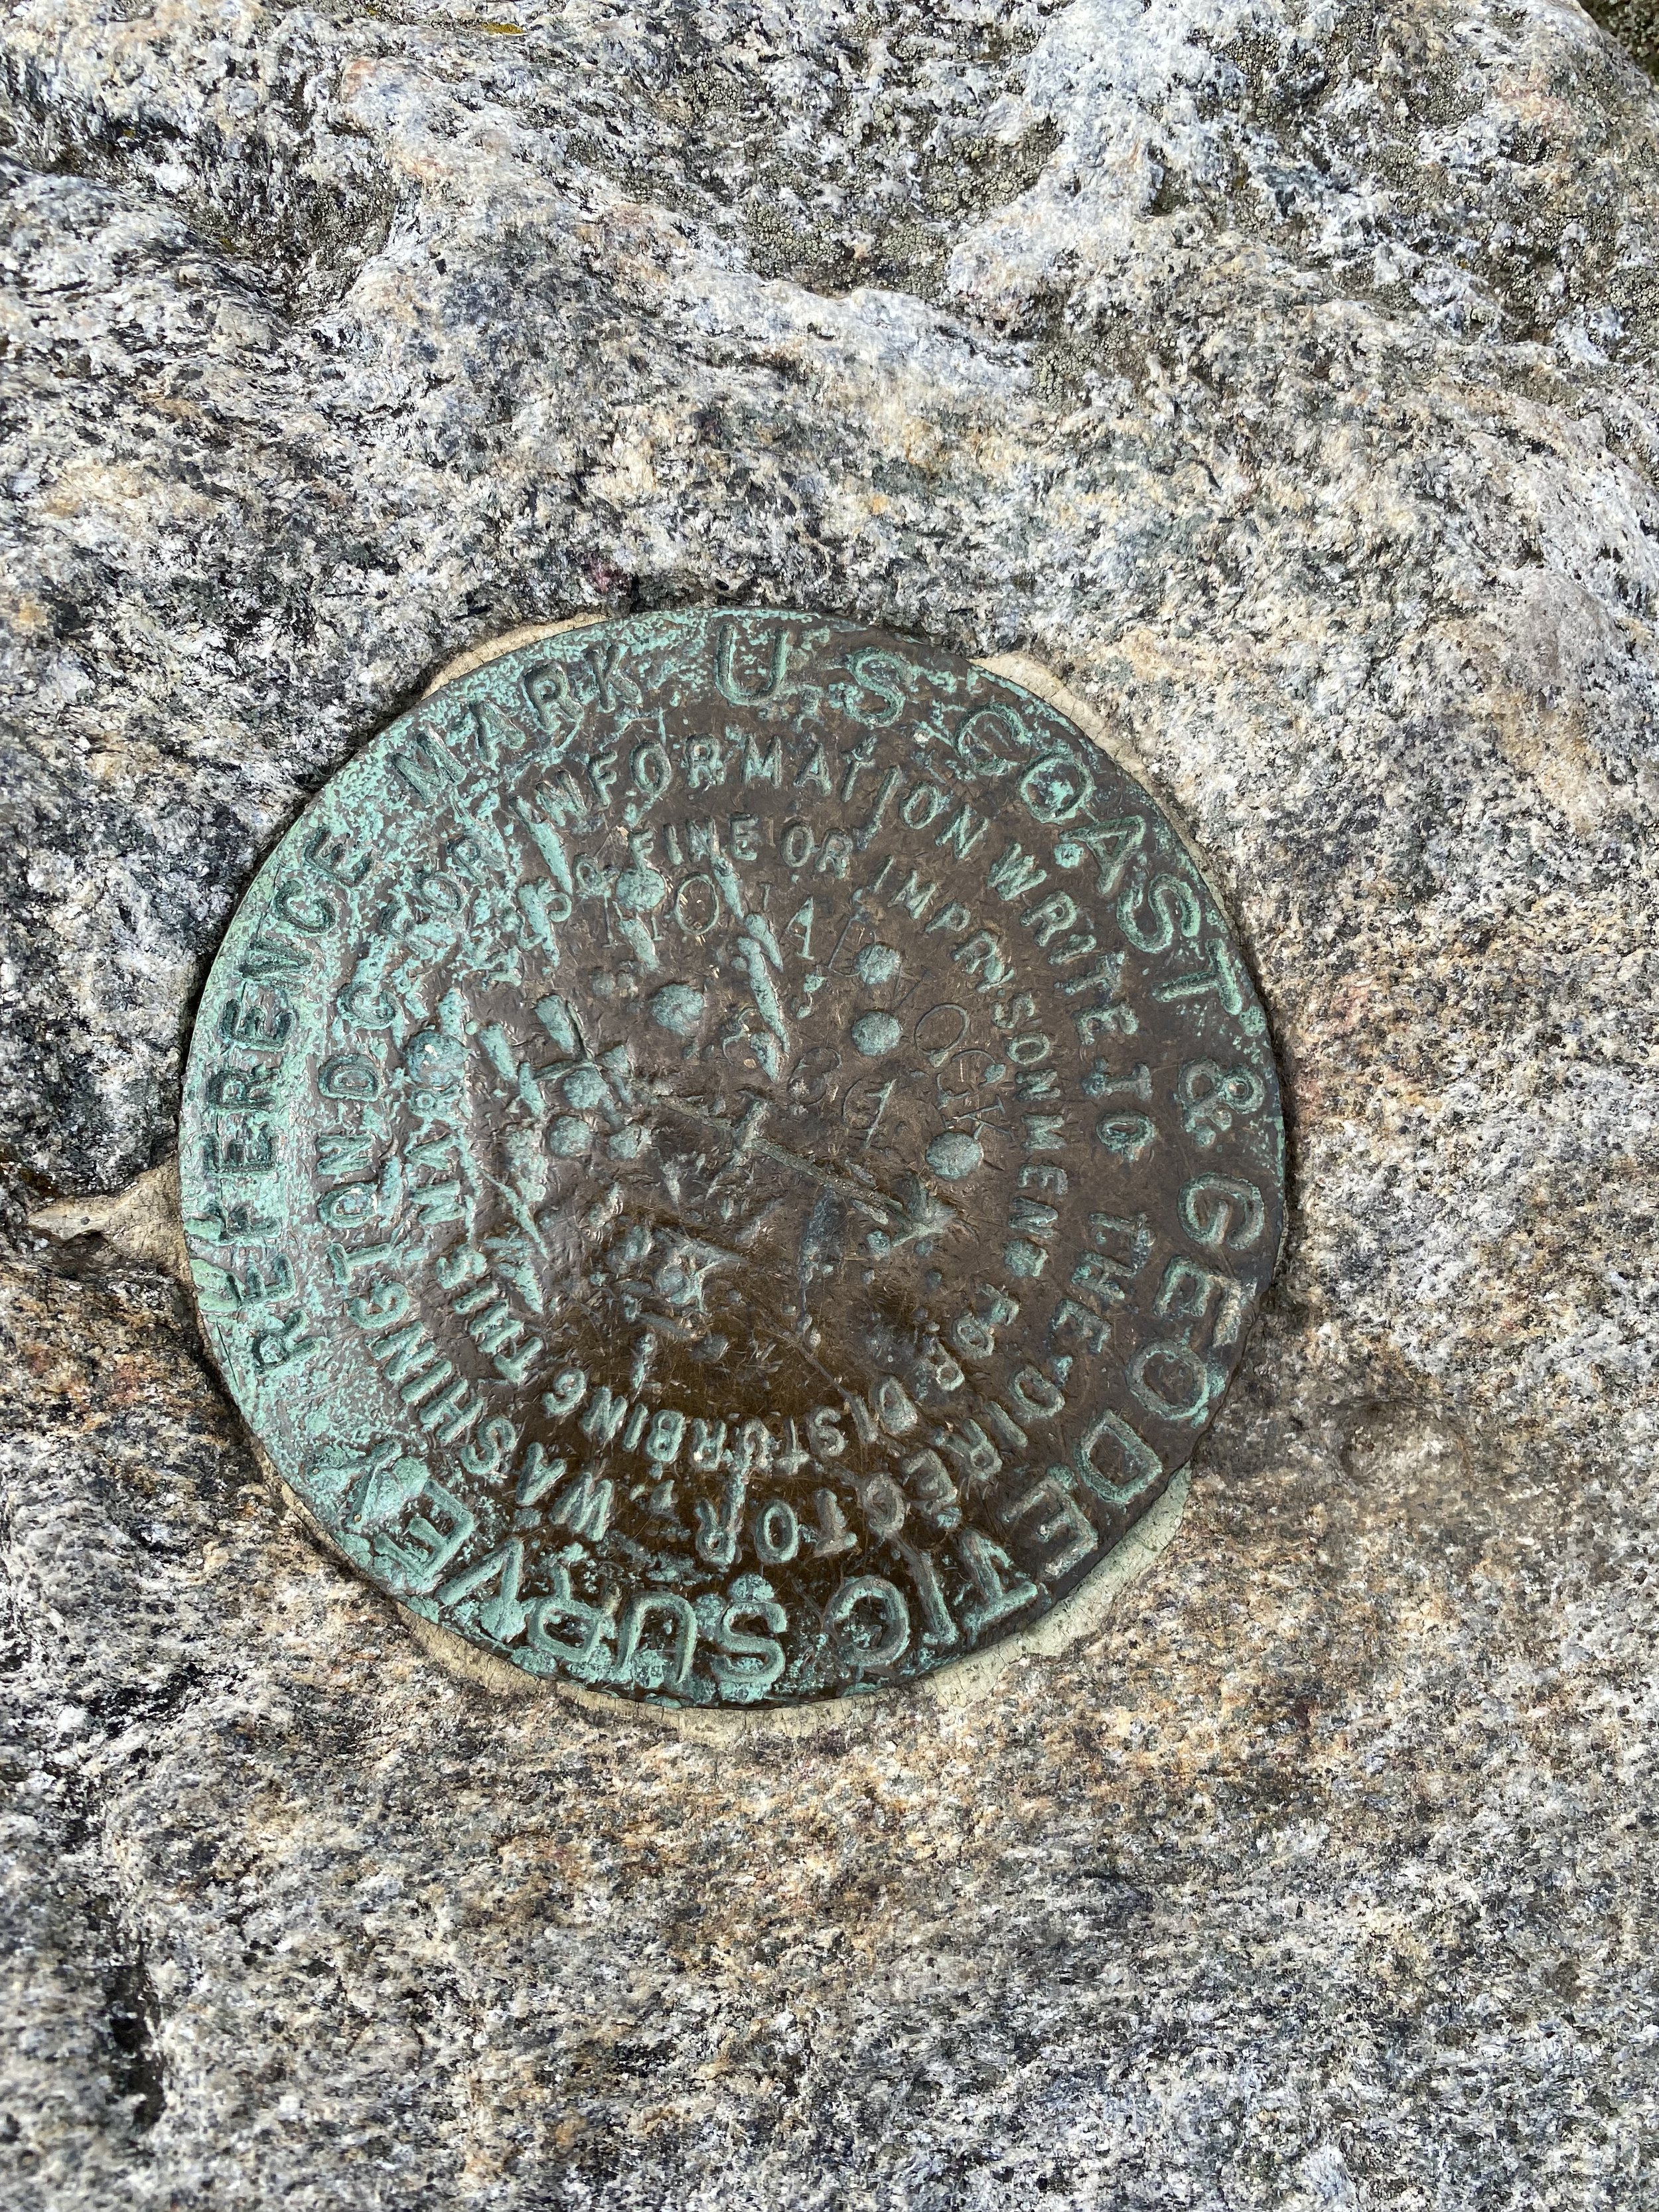 U.S. COAST & GEODETIC SURVEY
REFERENCE MARK
FOR INFORMATION WRITE TO THE DIRECTOR, WASHINGTON, D.C.
FINE OR IMPRISONMENT FOR DISTURBING THIS MARK.